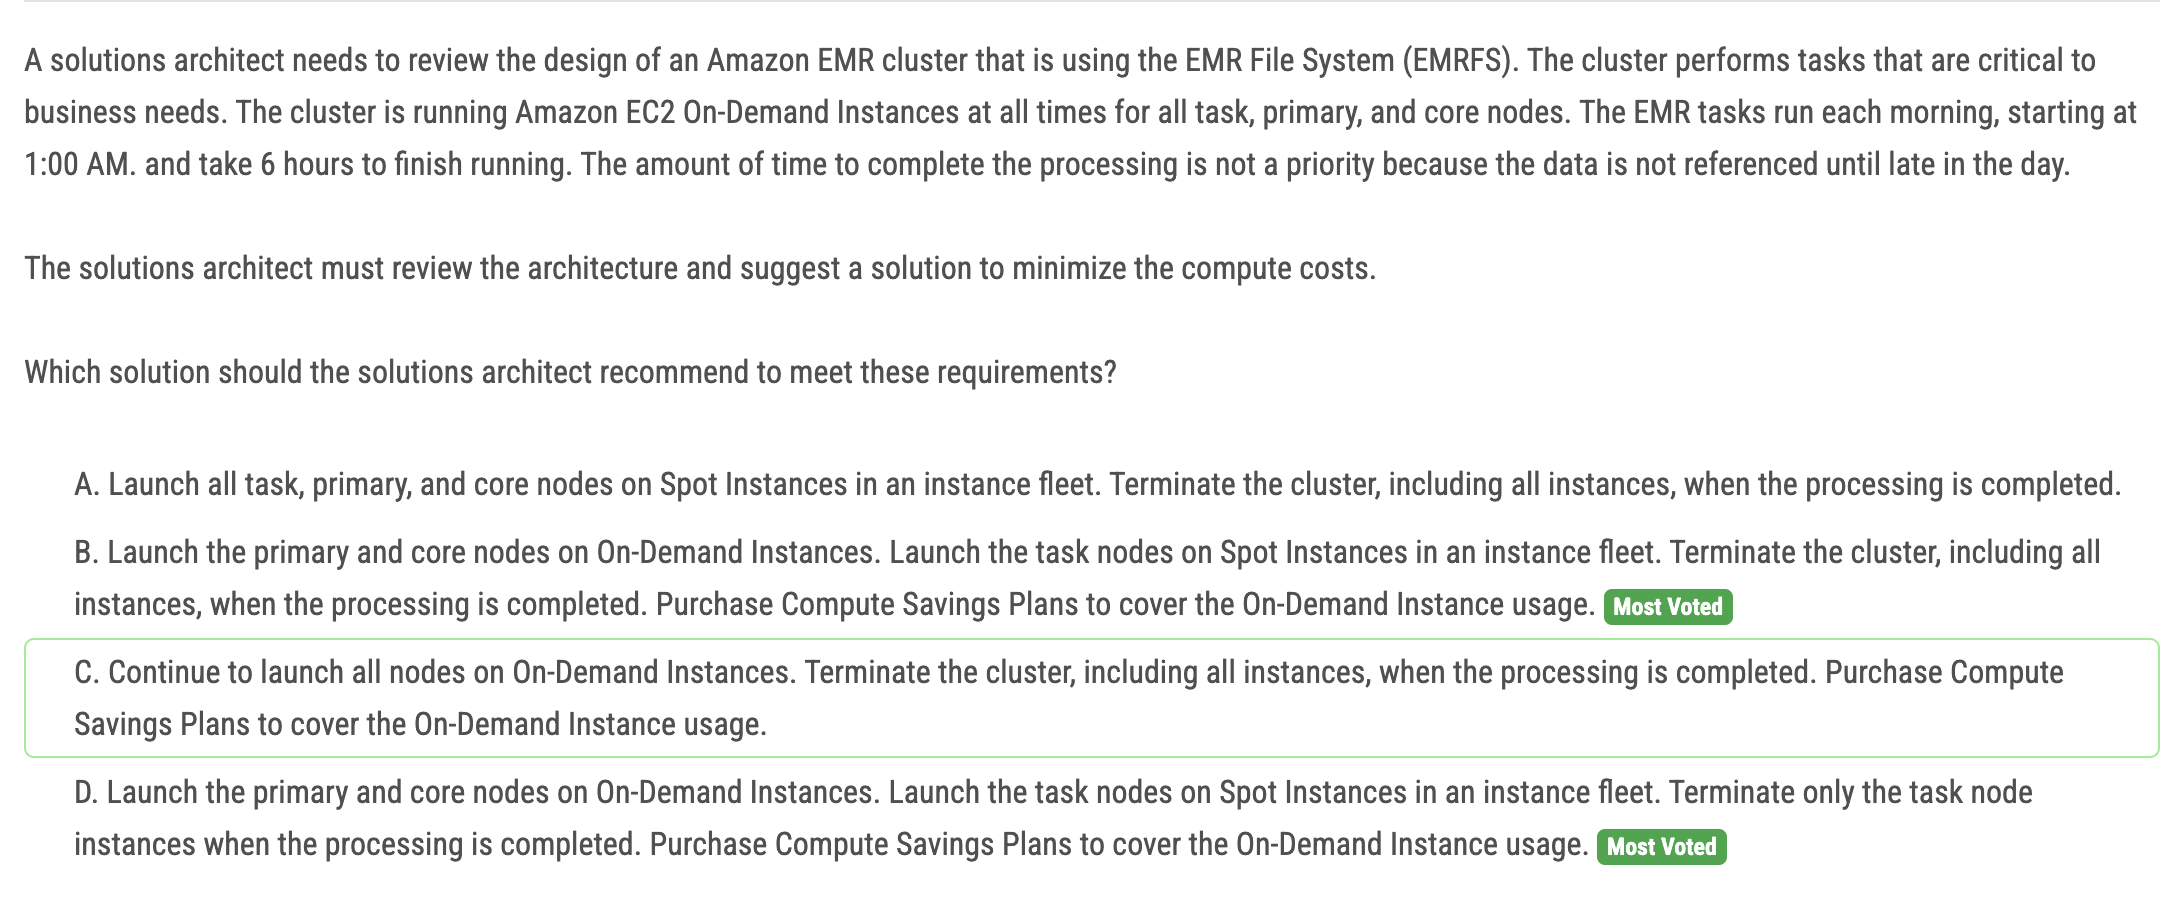 A solutions architect needs to review the design of an Amazon EMR cluster that is using the EMR File System (EMRFS). The cluster performs tasks that are critical to
business needs. The cluster is running Amazon EC2 On-Demand Instances at all times for all task, primary, and core nodes. The EMR tasks run each morning, starting at
1:00 AM. and take 6 hours to finish running. The amount of time to complete the processing is not a priority because the data is not referenced until late in the day.
The solutions architect must review the architecture and suggest a solution to minimize the compute costs.
Which solution should the solutions architect recommend to meet these requirements?
A. Launch all task, primary, and core nodes on Spot Instances in an instance fleet. Terminate the cluster, including all instances, when the processing is completed.
B. Launch the primary and core nodes on On-Demand Instances. Launch the task nodes on Spot Instances in an instance fleet. Terminate the cluster, including all
instances, when the processing is completed. Purchase Compute Savings Plans to cover the On-Demand Instance usage. Most Voted
C. Continue to launch all nodes on On-Demand Instances. Terminate the cluster, including all instances, when the processing is completed. Purchase Compute
Savings Plans to cover the On-Demand Instance usage.
D. Launch the primary and core nodes on On-Demand Instances. Launch the task nodes on Spot Instances in an instance fleet. Terminate only the task node
instances when the processing is completed. Purchase Compute Savings Plans to cover the On-Demand Instance usage. Most Voted